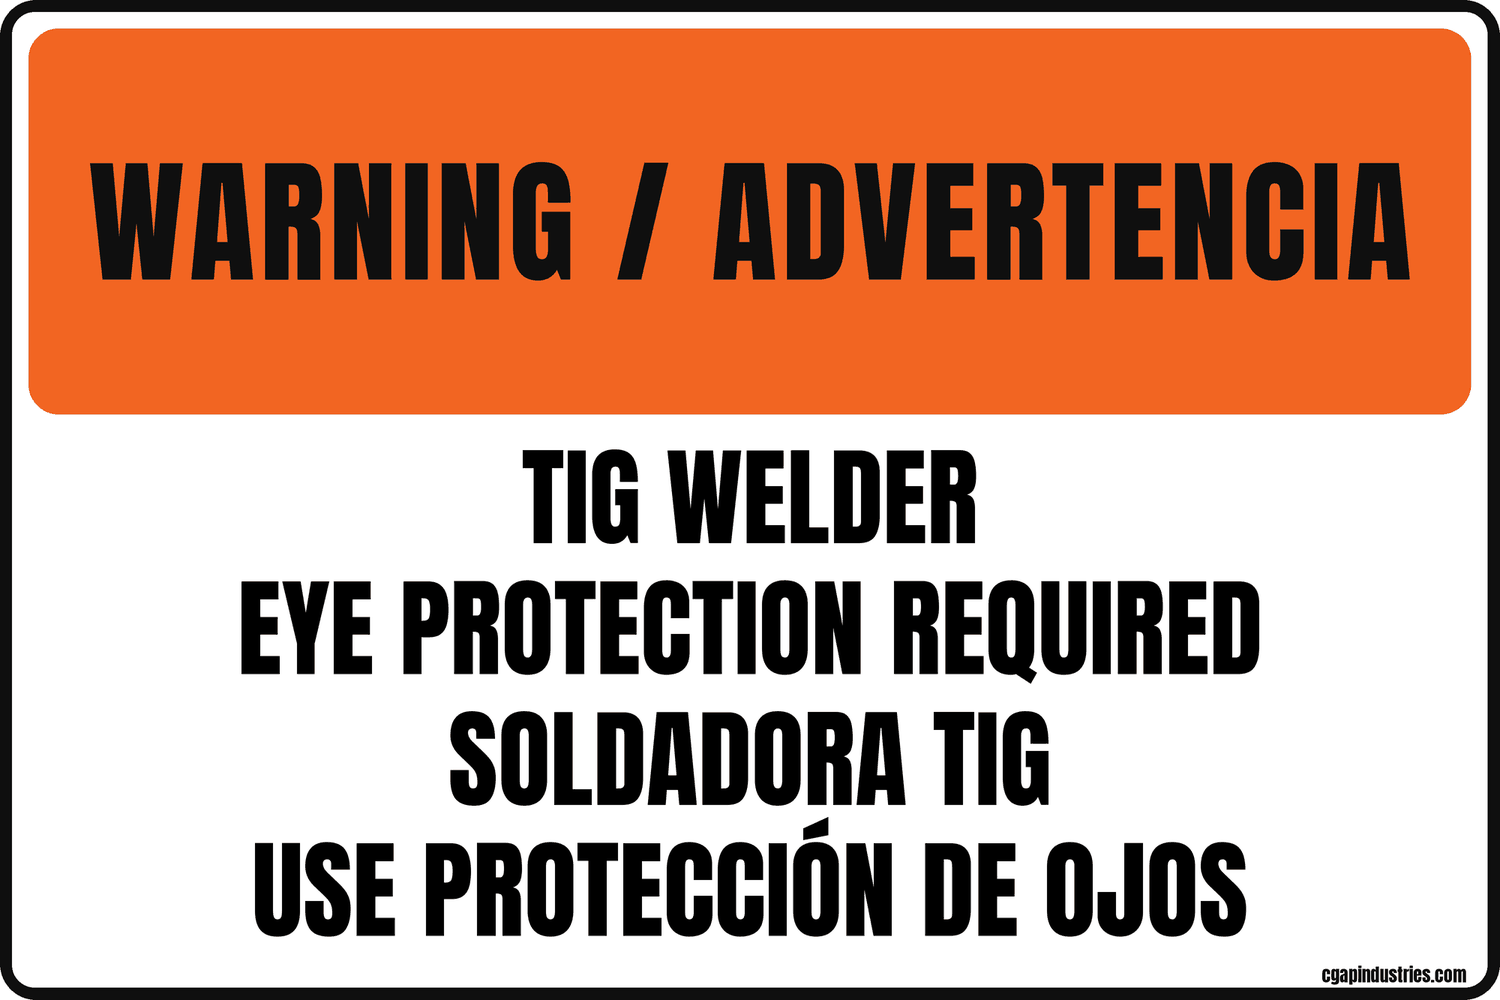 WARNING / ADVERTENCIA
TIG WELDER
EYE PROTECTION REQUIRED
SOLDADORA TIG
USE PROTECCIÓN DE OJOS
cgapindustries.com